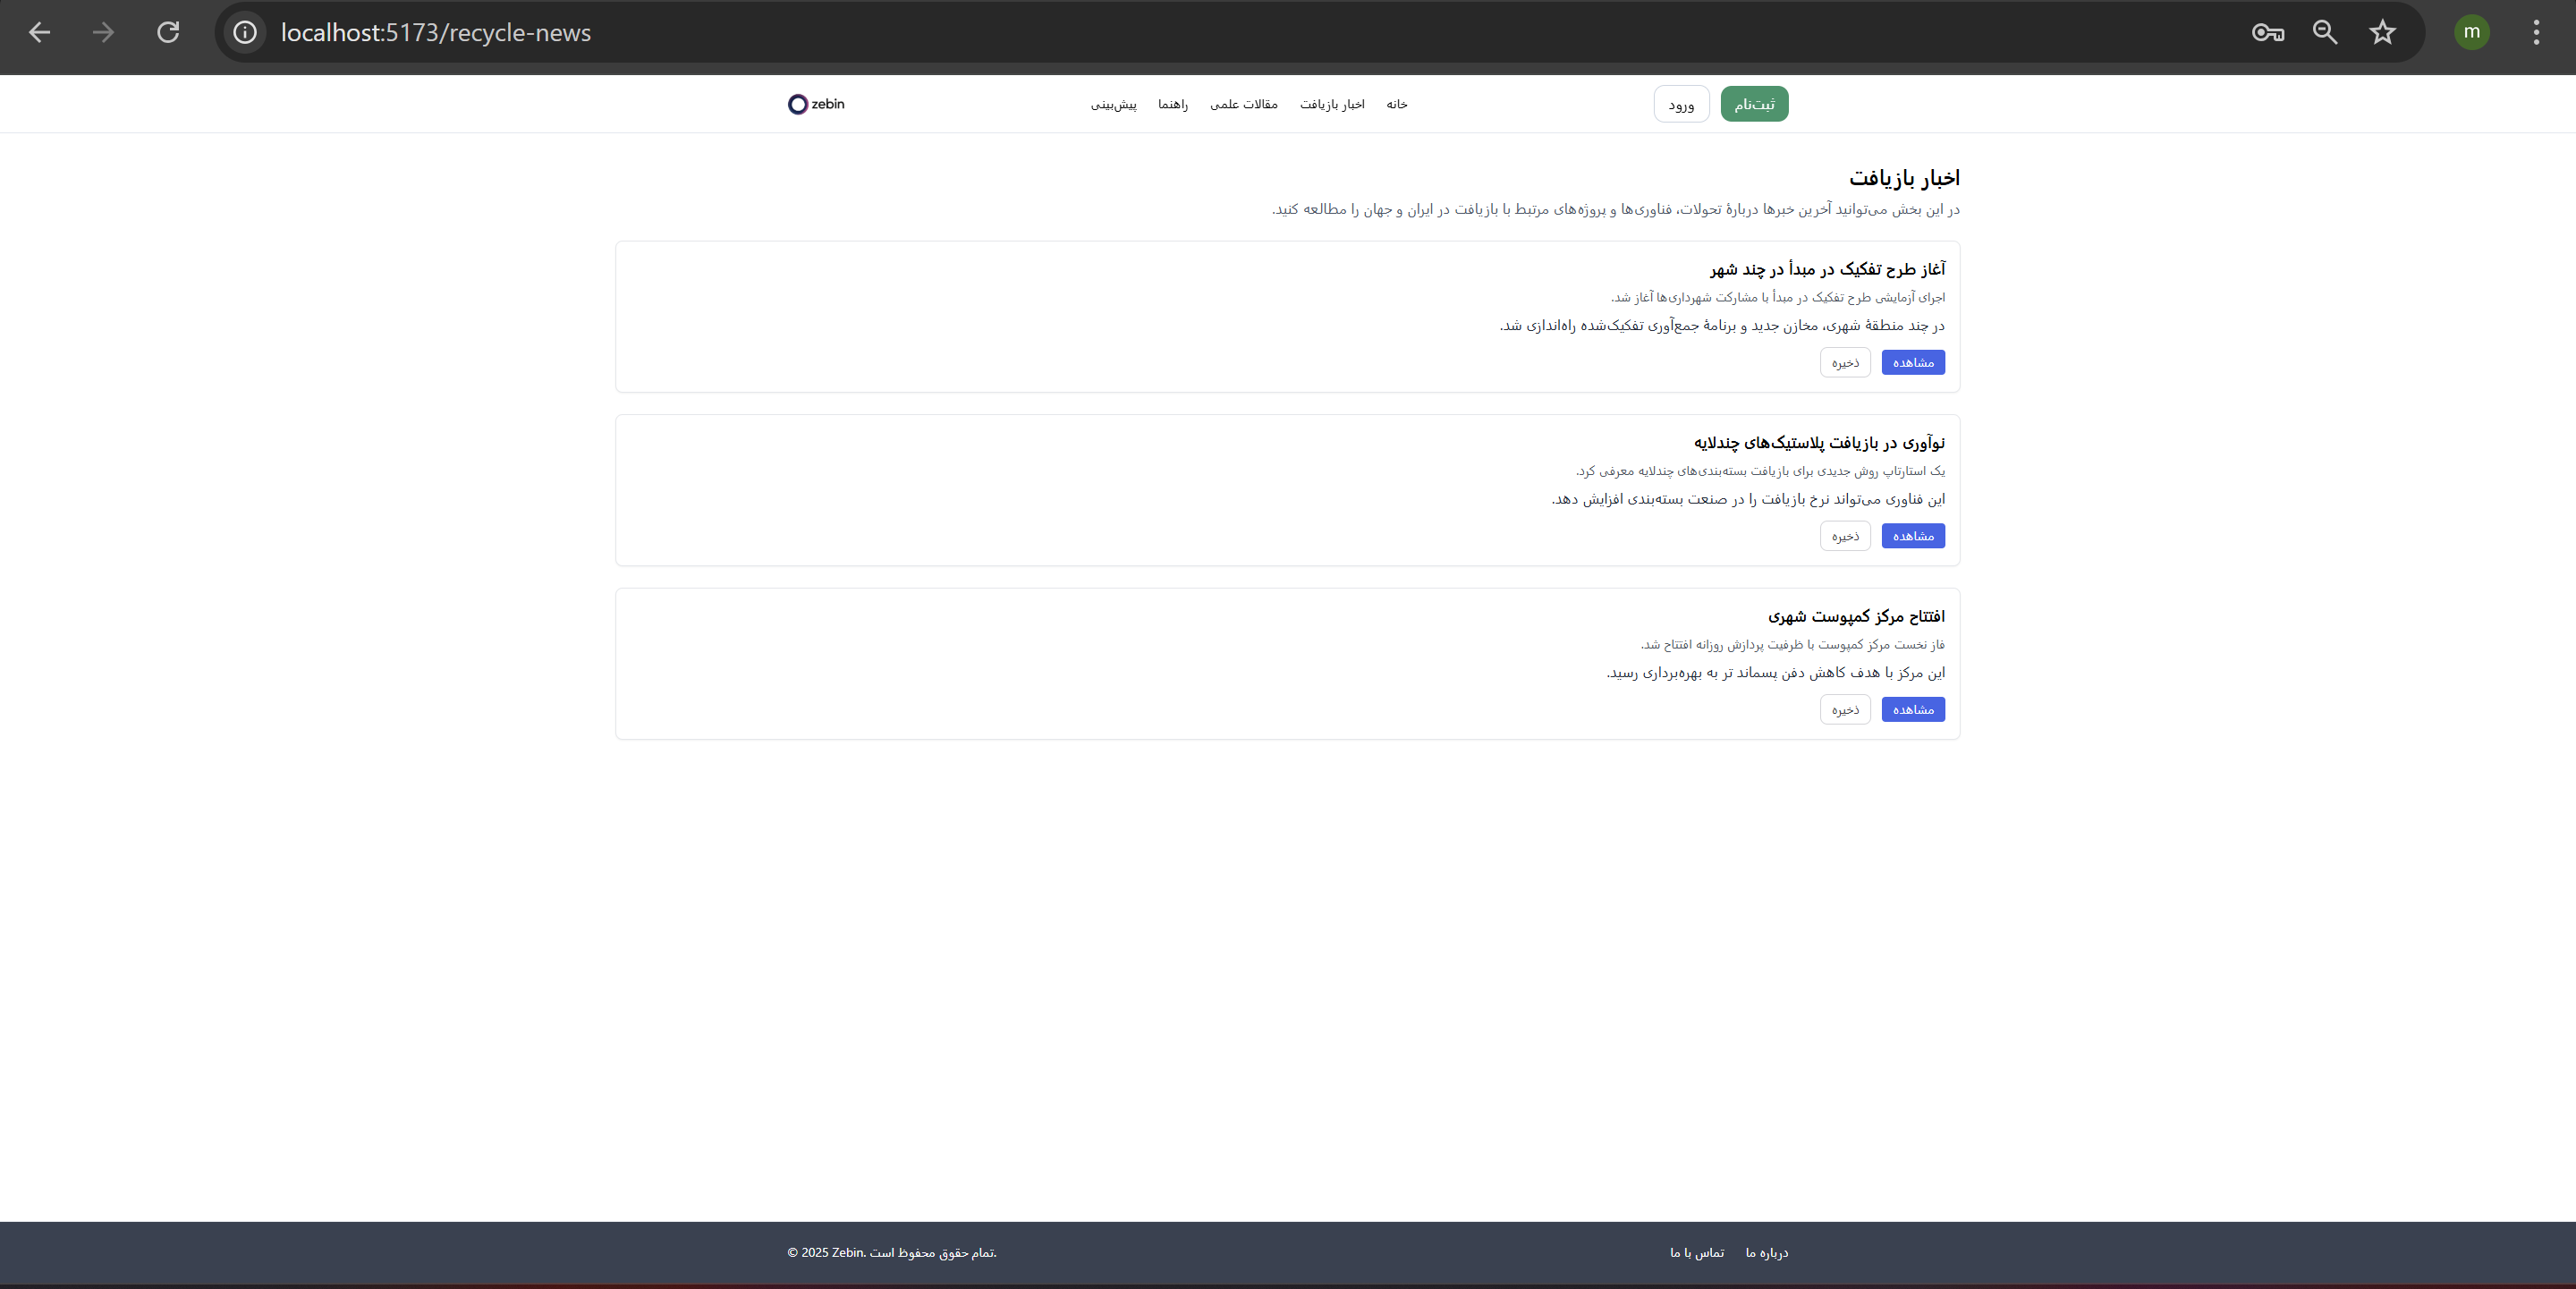 localhost:5173/recycle-news
m
zebin
خانه
اخبار بازیافت
مقالات علمی
راهنما
پیش‌بینی
ورود
ثبت‌نام
اخبار بازیافت
در این بخش می‌توانید آخرین خبرها دربارهٔ تحولات، فناوری‌ها و پروژه‌های مرتبط با بازیافت در ایران و جهان را مطالعه کنید.
آغاز طرح تفکیک در مبدأ در چند شهر
اجرای آزمایشی طرح تفکیک در مبدأ با مشارکت شهرداری‌ها آغاز شد.
در چند منطقهٔ شهری، مخازن جدید و برنامهٔ جمع‌آوری تفکیک‌شده راه‌اندازی شد.
مشاهده
ذخیره
نوآوری در بازیافت پلاستیک‌های چندلایه
یک استارتاپ روش جدیدی برای بازیافت بسته‌بندی‌های چندلایه معرفی کرد.
این فناوری می‌تواند نرخ بازیافت را در صنعت بسته‌بندی افزایش دهد.
مشاهده
ذخیره
افتتاح مرکز کمپوست شهری
فاز نخست مرکز کمپوست با ظرفیت پردازش روزانه افتتاح شد.
این مرکز با هدف کاهش دفن پسماند تر به بهره‌برداری رسید.
مشاهده
ذخیره
درباره ما
تماس با ما
© 2025 Zebin. تمام حقوق محفوظ است.